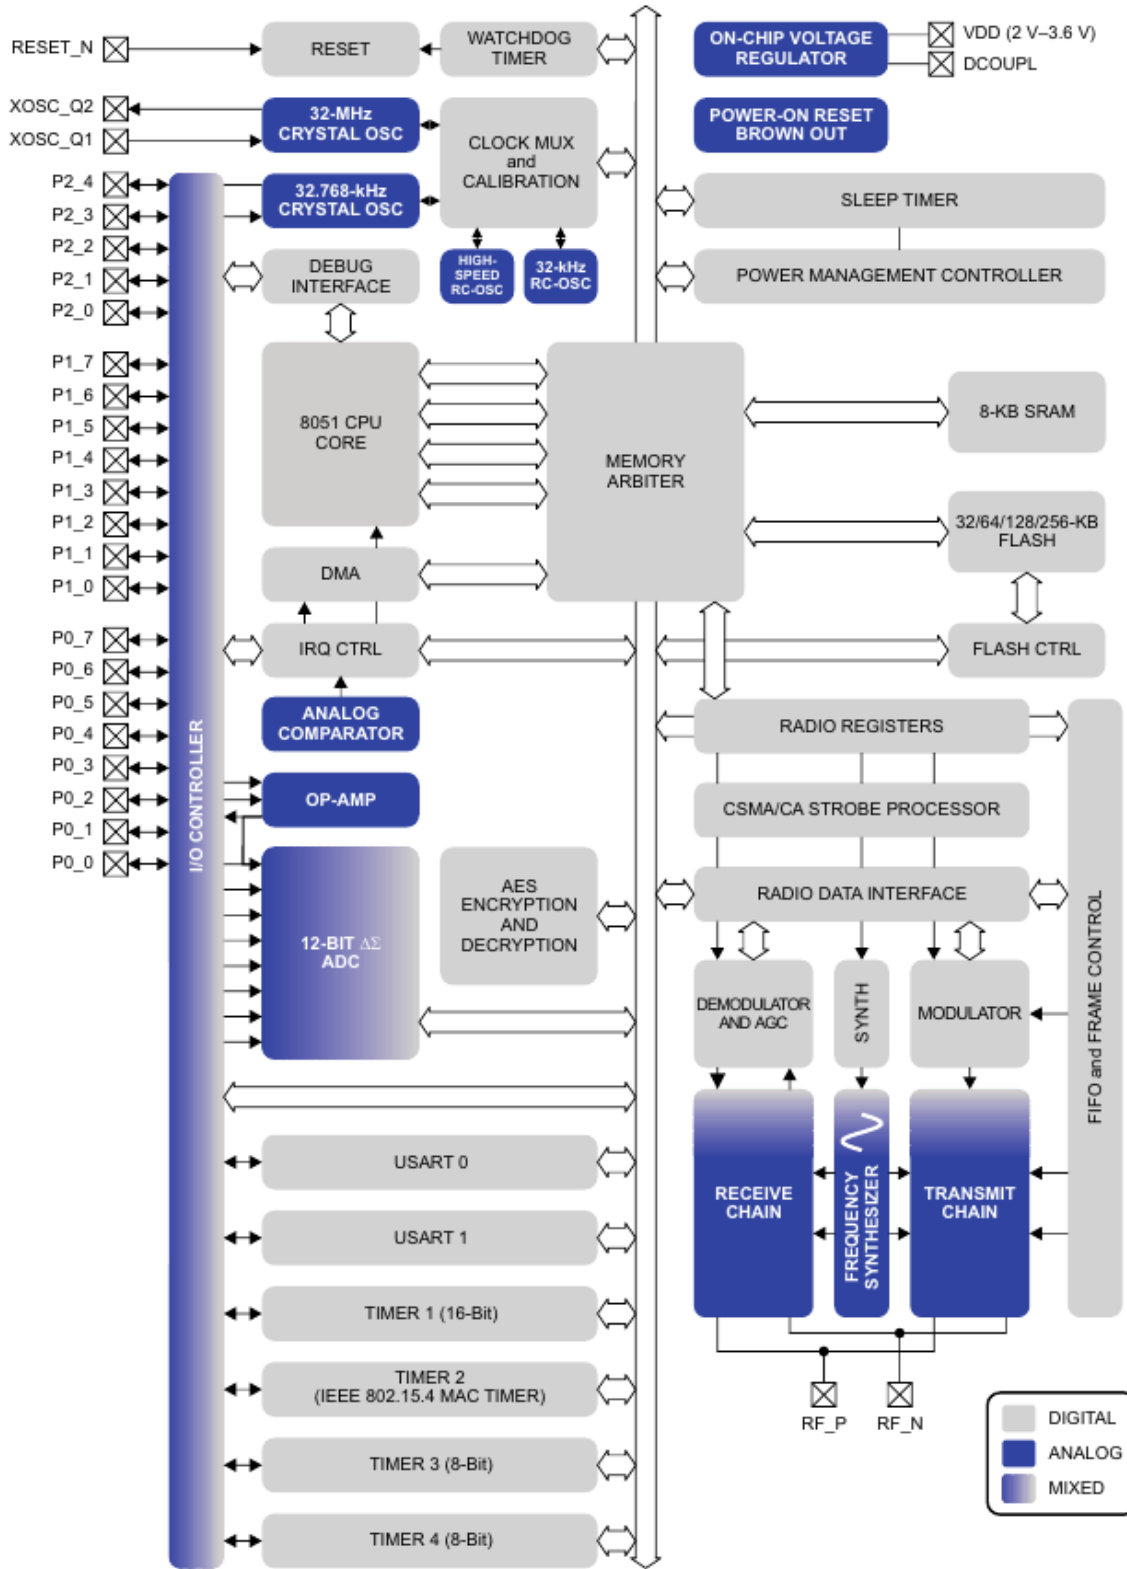 RESET_N
RESET
WATCHDOG
TIMER
ON-CHIP VOLTAGE
REGULATOR
VDD (2 V–3.6 V)
DCOUPL
XOSC_Q2
XOSC_Q1
32-MHz
CRYSTAL OSC
CLOCK MUX
and
CALIBRATION
POWER-ON RESET
BROWN OUT
P2_4
P2_3
P2_2
P2_1
P2_0
32.768-kHz
CRYSTAL OSC
SLEEP TIMER
DEBUG
INTERFACE
HIGH-
SPEED
RC-OSC
32-kHz
RC-OSC
POWER MANAGEMENT CONTROLLER
P1_7
P1_6
P1_5
P1_4
P1_3
P1_2
P1_1
P1_0
8051 CPU
CORE
MEMORY
ARBITER
8-KB SRAM
32/64/128/256-KB
FLASH
DMA
IRQ CTRL
FLASH CTRL
P0_7
P0_6
P0_5
P0_4
P0_3
P0_2
P0_1
P0_0
I/O CONTROLLER
ANALOG
COMPARATOR
RADIO REGISTERS
OP-AMP
CSMA/CA STROBE PROCESSOR
12-BIT ΔΣ
ADC
AES
ENCRYPTION
AND
DECRYPTION
RADIO DATA INTERFACE
FIFO and FRAME CONTROL
DEMODULATOR
AND AGC
SYNTH
MODULATOR
RECEIVE
CHAIN
FREQUENCY
SYNTHESIZER
TRANSMIT
CHAIN
USART 0
USART 1
TIMER 1 (16-Bit)
TIMER 2
(IEEE 802.15.4 MAC TIMER)
TIMER 3 (8-Bit)
TIMER 4 (8-Bit)
RF_P
RF_N
DIGITAL
ANALOG
MIXED